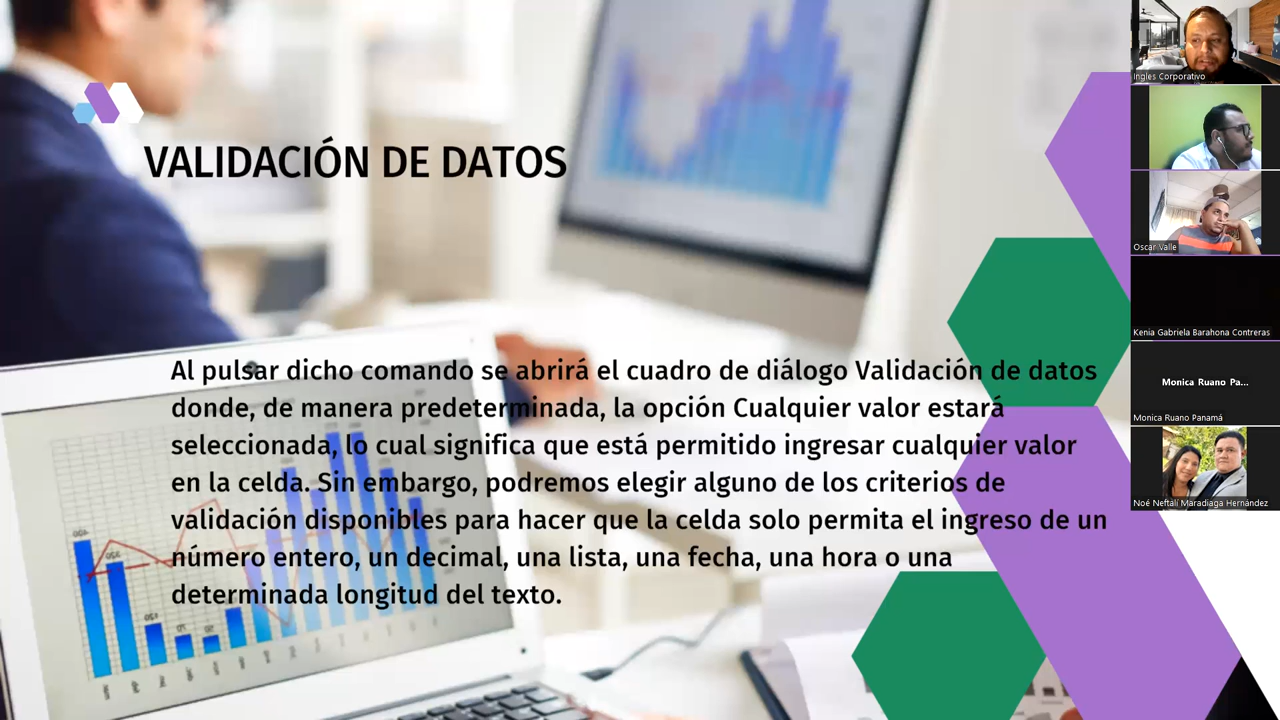 VALIDACIÓN DE DATOS
Al pulsar dicho comando se abrirá el cuadro de diálogo Validación de datos
donde, de manera predeterminada, la opción Cualquier valor estará
seleccionada, lo cual significa que está permitido ingresar cualquier valor
en la celda. Sin embargo, podremos elegir alguno de los criterios de
validación disponibles para hacer que la celda solo permita el ingreso de un
número entero, un decimal, una lista, una fecha, una hora o una
determinada longitud del texto.
Ingles Corporativo
Oscar Valle
Kenia Gabriela Barahona Contreras
Monica Ruano Pa...
Monica Ruano Panamá
Noé Neftalí Maradiaga Hernández